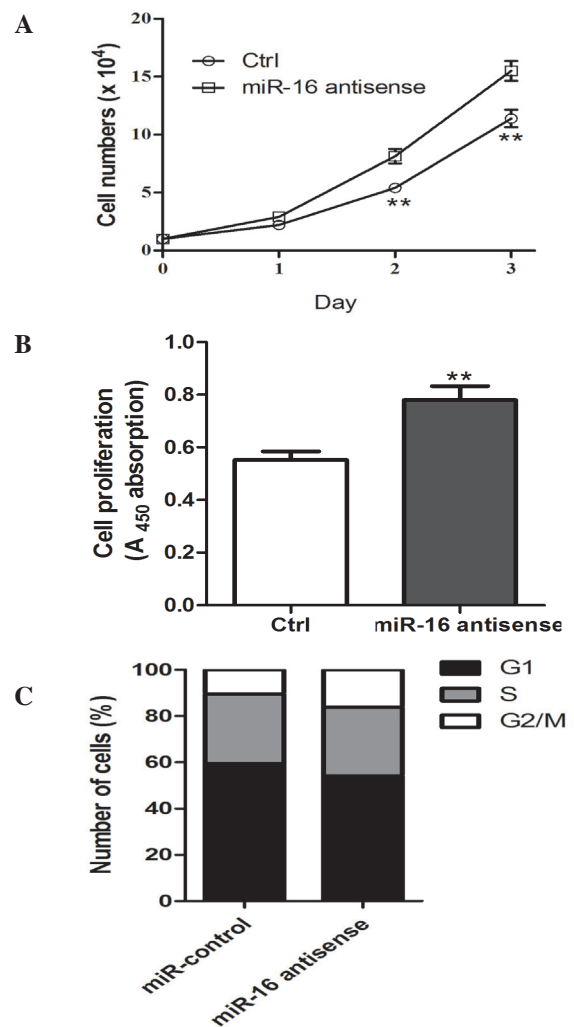 A
20
15
10
5
0
Cell numbers (x 10⁴)
Ctrl
miR-16 antisense
**
**
0 1 2 3
Day
B
1.0
0.8
0.6
0.4
0.2
0.0
Cell proliferation
(A 450 absorption)
**
Ctrl miR-16 antisense
C
100
80
60
40
20
0
Number of cells (%)
G1
S
G2/M
miR-control
miR-16 antisense